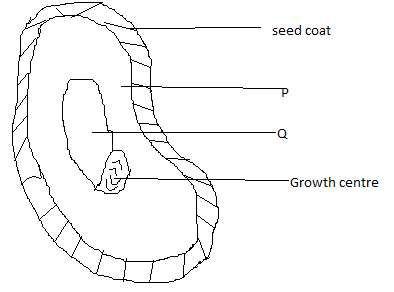 seed coat
P
Q
Growth centre